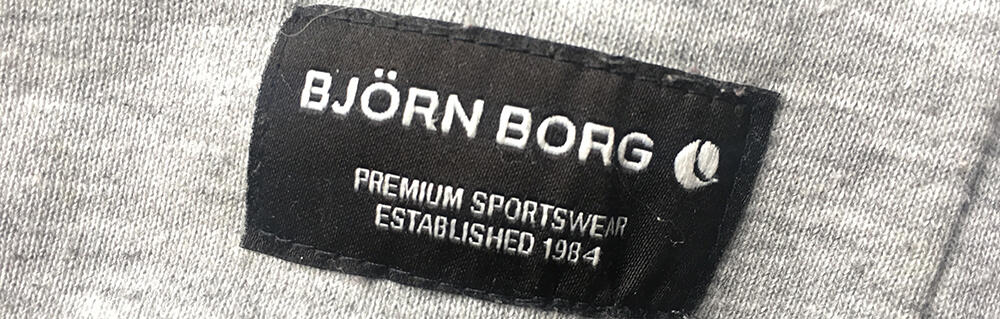 BJÖRN BORG
PREMIUM SPORTSWEAR
ESTABLISHED 1984